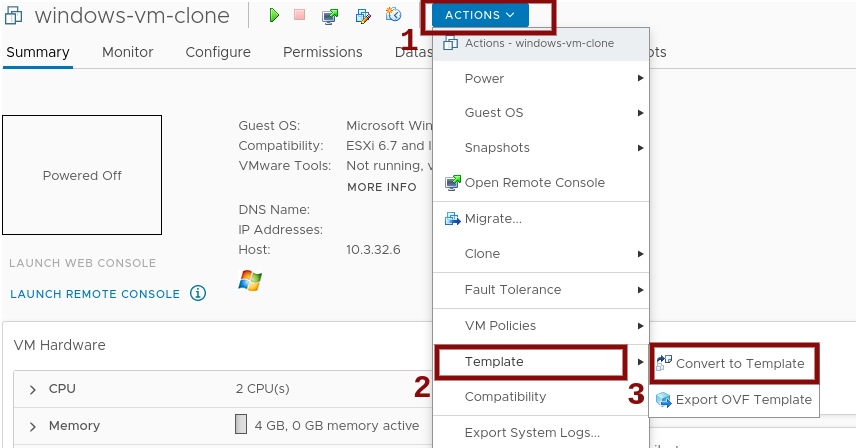 windows-vm-clone
ACTIONS
1
Actions - windows-vm-clone
Summary Monitor Configure Permissions
Power
Guest OS
Snapshots
Open Remote Console
Migrate...
Clone
Fault Tolerance
VM Policies
Template
2
Compatibility
Export System Logs...
3
Convert to Template
Export OVF Template
Powered Off
Guest OS: Microsoft
Compatibility: ESXi 6.7 and
VMware Tools: Not running,
MORE INFO
DNS Name:
IP Addresses:
Host: 10.3.32.6
LAUNCH WEB CONSOLE
LAUNCH REMOTE CONSOLE
VM Hardware
CPU 2 CPU(s)
Memory 4 GB, 0 GB memory active